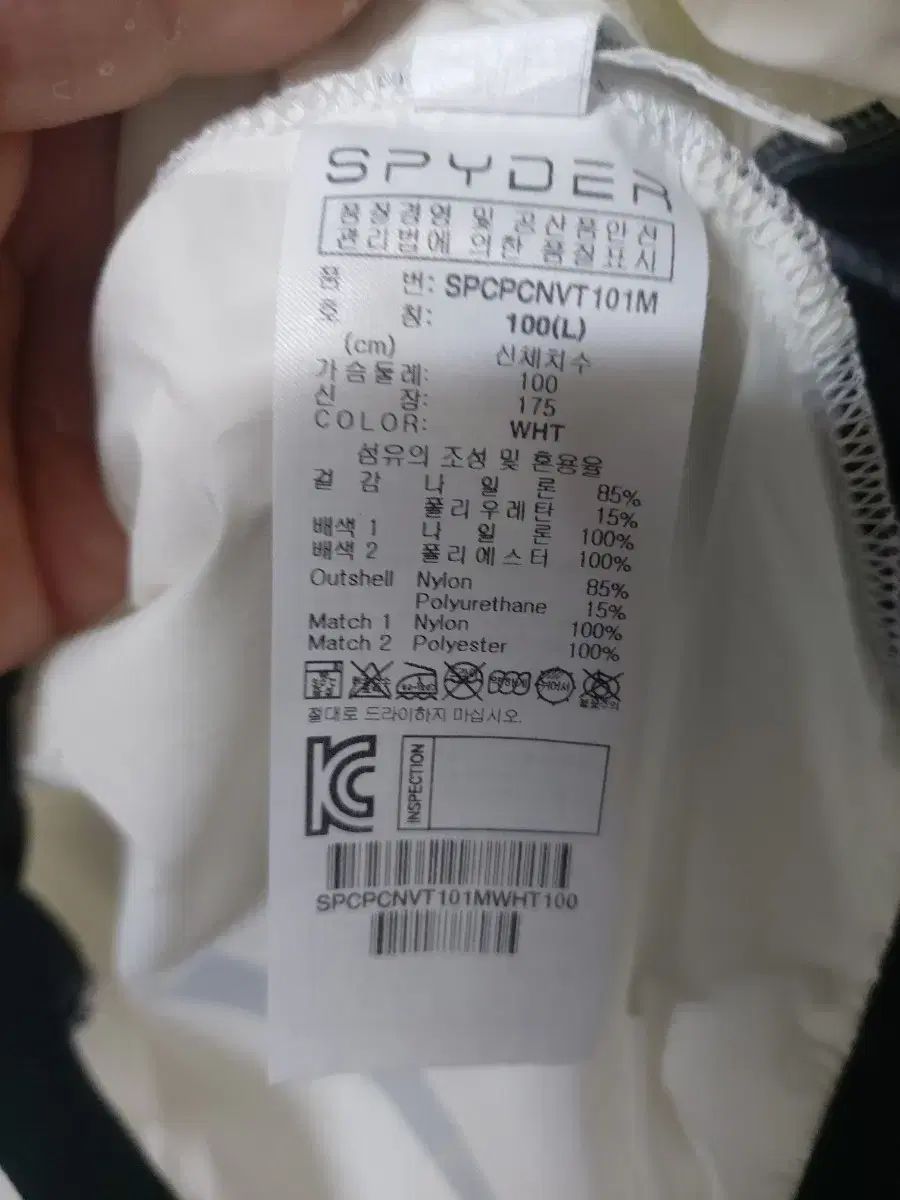 SPYDER
품질경영 및 공산품안전
관리법에 의한 품질표시
품 번: SPCPCNVT101M
호 칭: 100(L)
(cm) 신체치수
가슴둘레: 100
신 장: 175
COLOR: WHT
섬유의 조성 및 혼용율
겉 감 나 일 론 85%
폴리우레탄 15%
배색 1 나 일 론 100%
배색 2 폴리에스터 100%
Outshell Nylon 85%
Polyurethane 15%
Match 1 Nylon 100%
Match 2 Polyester 100%
절대로 드라이하지 마십시오.
KC
INSPECTION
SPCPCNVT101MWHT100